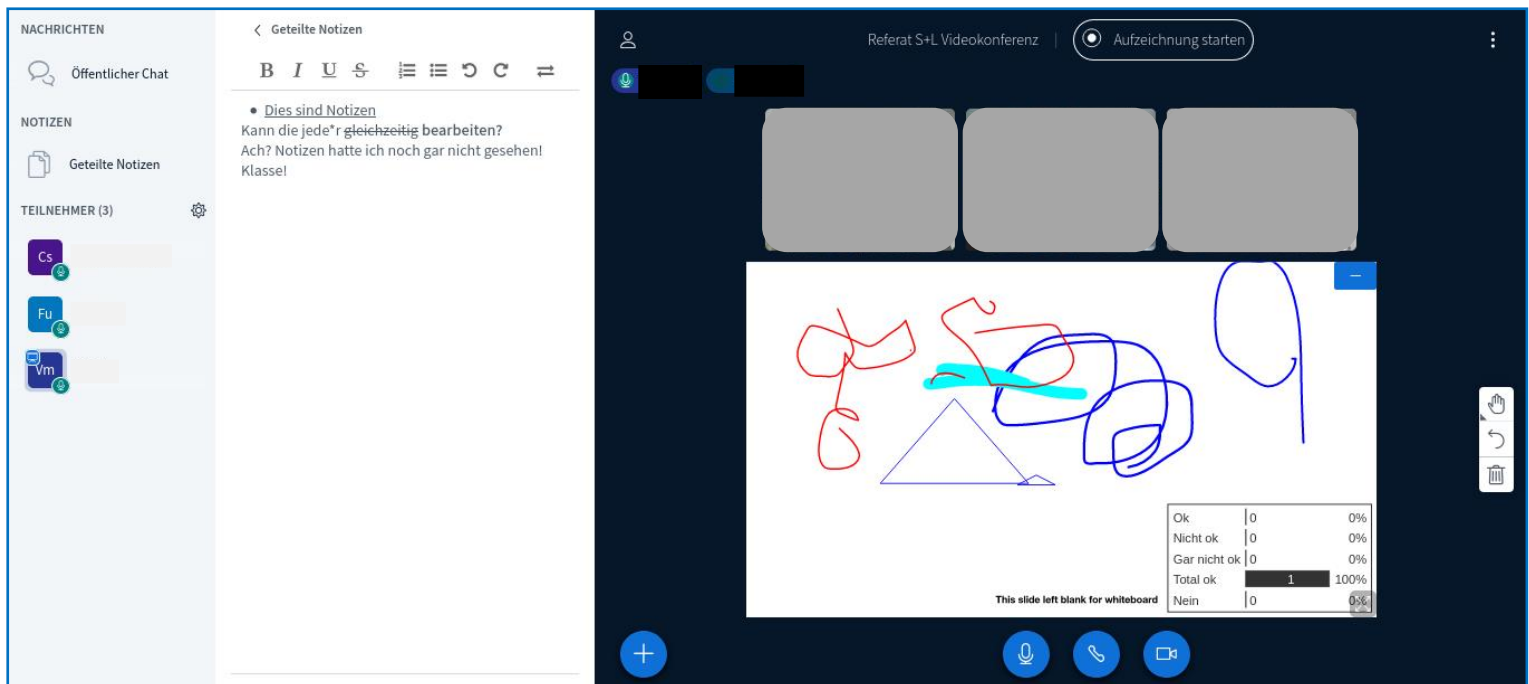 NACHRICHTEN
Öffentlicher Chat
NOTIZEN
Geteilte Notizen
TEILNEHMER (3)
Cs
Fu
Vm
Geteilte Notizen
B I U S
• Dies sind Notizen
Kann die jede*r gleichzeitig bearbeiten?
Ach? Notizen hatte ich noch gar nicht gesehen!
Klasse!
Referat S+L Videokonferenz | Aufzeichnung starten
Ok 0 0%
Nicht ok 0 0%
Gar nicht ok 0 0%
Total ok 1 100%
Nein 0 0%
This slide left blank for whiteboard